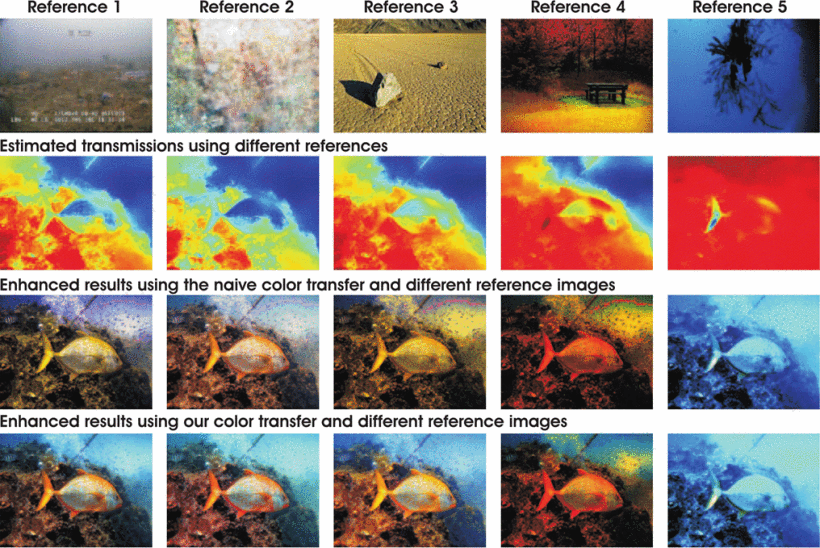 Reference 1 Reference 2 Reference 3 Reference 4 Reference 5
Estimated transmissions using different references
Enhanced results using the naive color transfer and different reference images
Enhanced results using our color transfer and different reference images